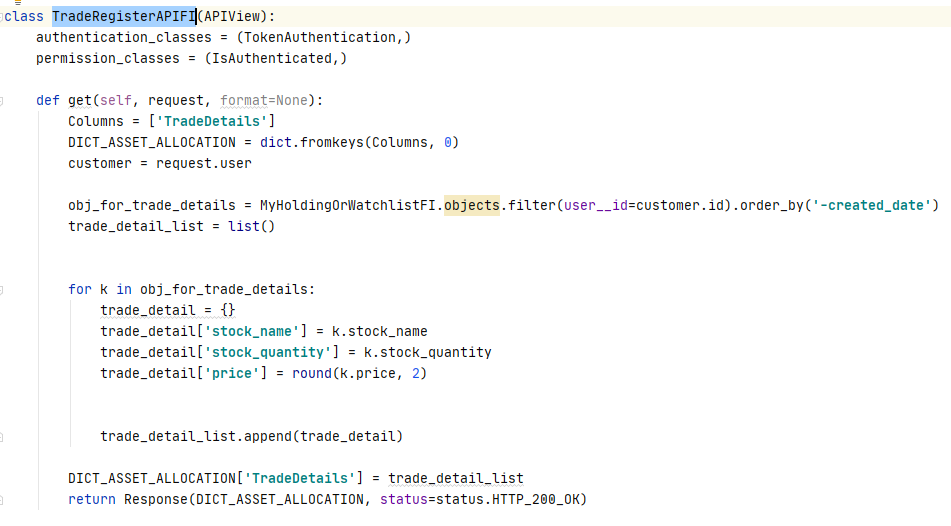 class TradeRegisterAPIFI(APIView):
    authentication_classes = (TokenAuthentication,)
    permission_classes = (IsAuthenticated,)
    def get(self, request, format=None):
        Columns = ['TradeDetails']
        DICT_ASSET_ALLOCATION = dict.fromkeys(Columns, 0)
        customer = request.user
        obj_for_trade_details = MyHoldingOrWatchlistFI.objects.filter(user__id=customer.id).order_by('-created_date')
        trade_detail_list = list()
        for k in obj_for_trade_details:
            trade_detail = {}
            trade_detail['stock_name'] = k.stock_name
            trade_detail['stock_quantity'] = k.stock_quantity
            trade_detail['price'] = round(k.price, 2)
            trade_detail_list.append(trade_detail)
        DICT_ASSET_ALLOCATION['TradeDetails'] = trade_detail_list
        return Response(DICT_ASSET_ALLOCATION, status=status.HTTP_200_OK)